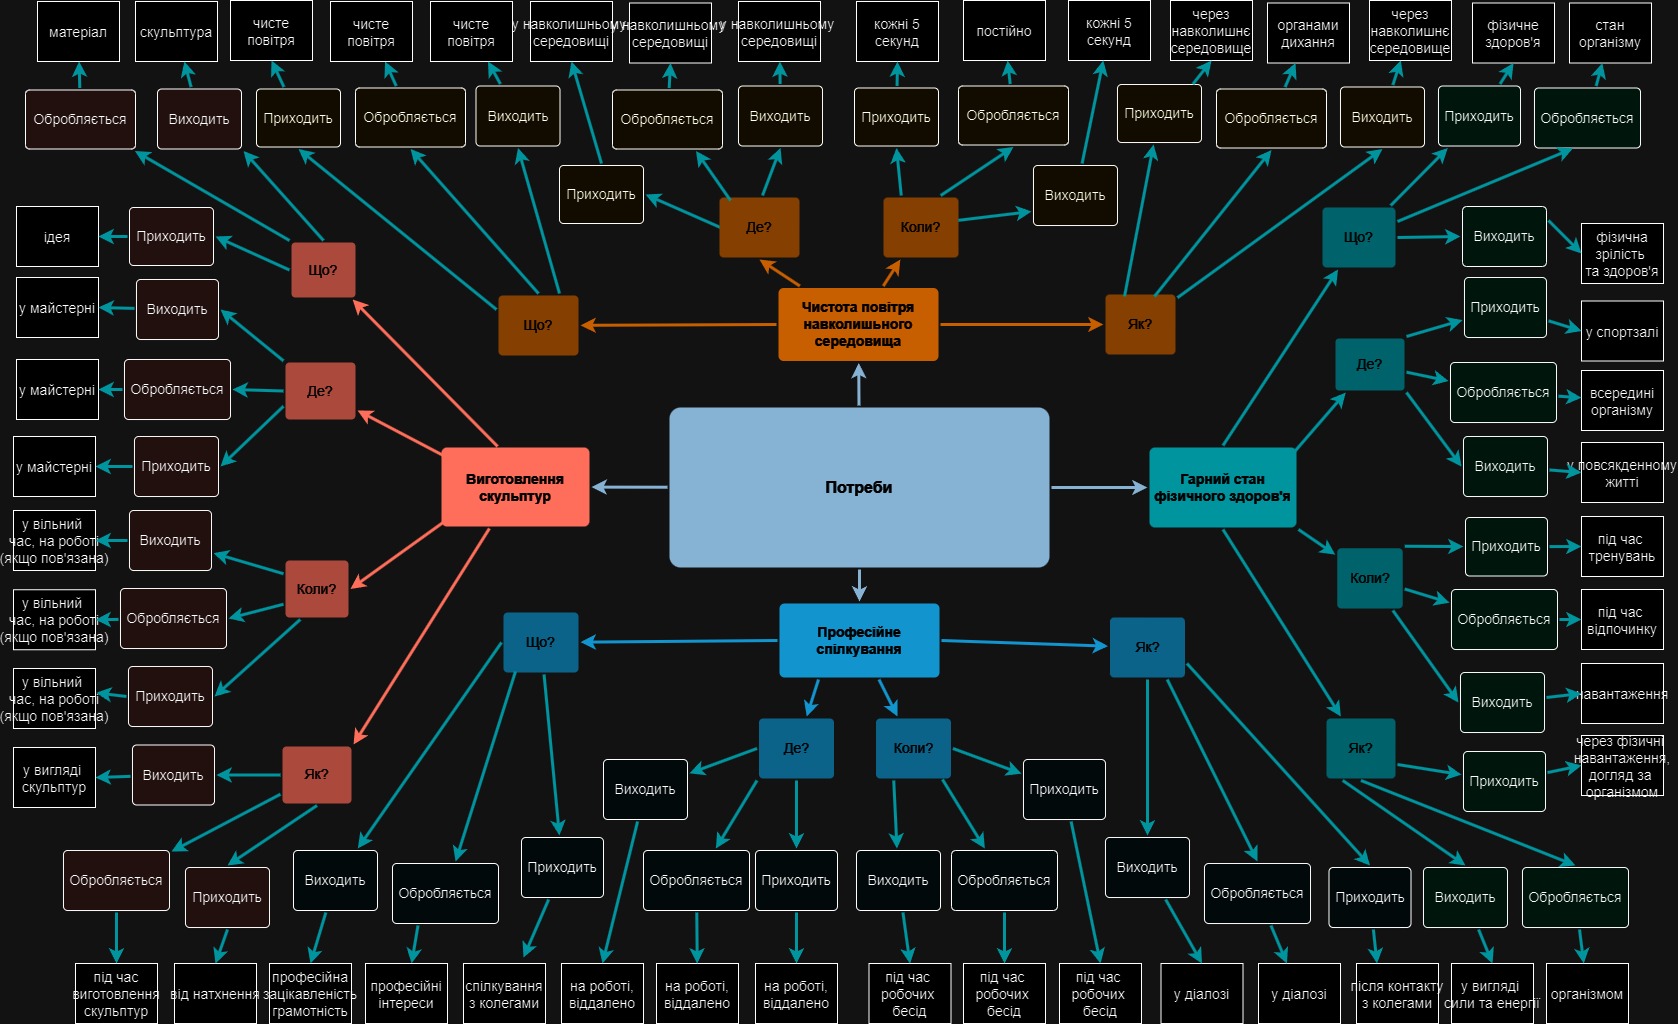 матеріал
скульптура
чисте
повітря
чисте
повітря
чисте
повітря
у навколишньому
середовищі
у навколишньому
середовищі
у навколишньому
середовищі
кожні 5
секунд
постійно
кожні 5
секунд
через
навколишнє
середовище
органами
дихання
через
навколишнє
середовище
фізичне
здоров'я
стан
організму
Обробляється
Виходить
Приходить
Обробляється
Виходить
Обробляється
Виходить
Приходить
Обробляється
Приходить
Обробляється
Виходить
Приходить
Обробляється
Приходить
Виходить
ідея
Приходить
Що?
Де?
Коли?
Що?
Виходить
фізична
зрілість
та здоров'я
у майстерні
Виходить
Що?
Чистота повітря
навколишьного
середовища
Як?
Приходить
у спортзалі
у майстерні
Обробляється
Де?
Де?
Обробляється
всередині
організму
у майстерні
Приходить
Виготовлення
скульптур
Потреби
Гарний стан
фізичного здоров'я
Виходить
у повсякденному
житті
у вільний
час, на роботі
(якщо пов'язана)
Виходить
Приходить
під час
тренувань
Коли?
Коли?
у вільний
час, на роботі
(якщо пов'язана)
Обробляється
Обробляється
під час
відпочинку
Що?
Професійне
спілкування
Як?
у вільний
час, на роботі
(якщо пов'язана)
Приходить
Виходить
навантаження
у вигляді
скульптур
Виходить
Як?
Де?
Коли?
Як?
Приходить
через фізичні
навантаження,
догляд за
організмом
Виходить
Приходить
Обробляється
Приходить
Виходить
Обробляється
Приходить
Обробляється
Приходить
Виходить
Обробляється
Виходить
Обробляється
Приходить
Виходить
Обробляється
під час
виготовлення
скульптур
від натхнення
професійна
зацікавленість
грамотність
професійні
інтереси
спілкування
з колегами
на роботі,
віддалено
на роботі,
віддалено
на роботі,
віддалено
під час
робочих
бесід
під час
робочих
бесід
під час
робочих
бесід
у діалозі
у діалозі
після контакту
з колегами
у вигляді
сили та енергії
організмом